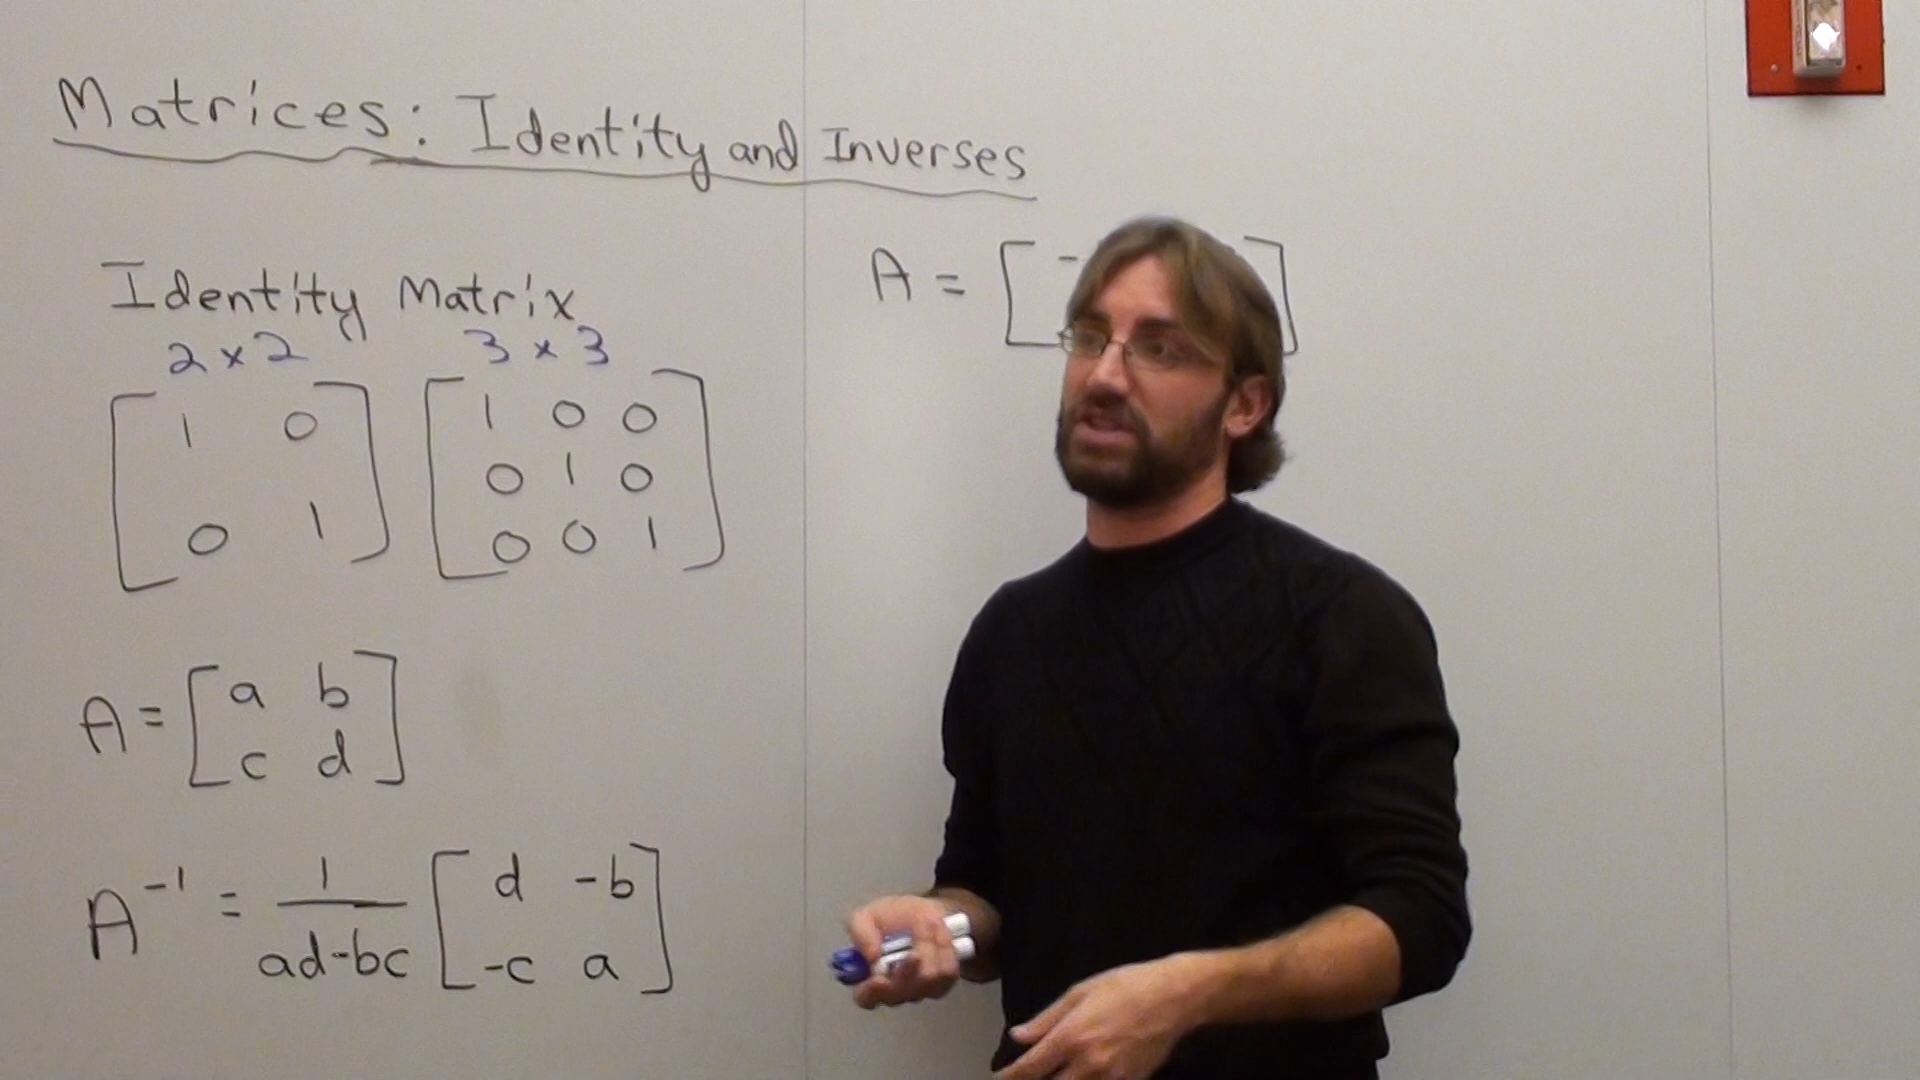 Matrices: Identity and Inverses
Identity Matrix
2 x 2 3 x 3
1 0
0 1
1 0 0
0 1 0
0 0 1
A = [a b
c d]
A⁻¹ = 1/ad-bc [d -b
-c a]
A = [-